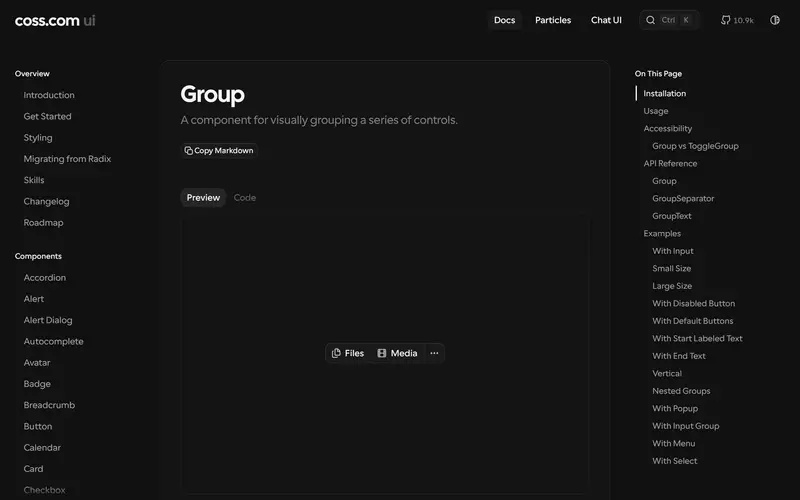 coss.com ui
Docs
Particles
Chat UI
Ctrl K
10.9k
Overview
Introduction
Get Started
Styling
Migrating from Radix
Skills
Changelog
Roadmap
Components
Accordion
Alert
Alert Dialog
Autocomplete
Avatar
Badge
Breadcrumb
Button
Calendar
Card
Checkbox
Group
A component for visually grouping a series of controls.
Copy Markdown
Preview
Code
Files
Media
On This Page
Installation
Usage
Accessibility
Group vs ToggleGroup
API Reference
Group
GroupSeparator
GroupText
Examples
With Input
Small Size
Large Size
With Disabled Button
With Default Buttons
With Start Labeled Text
With End Text
Vertical
Nested Groups
With Popup
With Input Group
With Menu
With Select